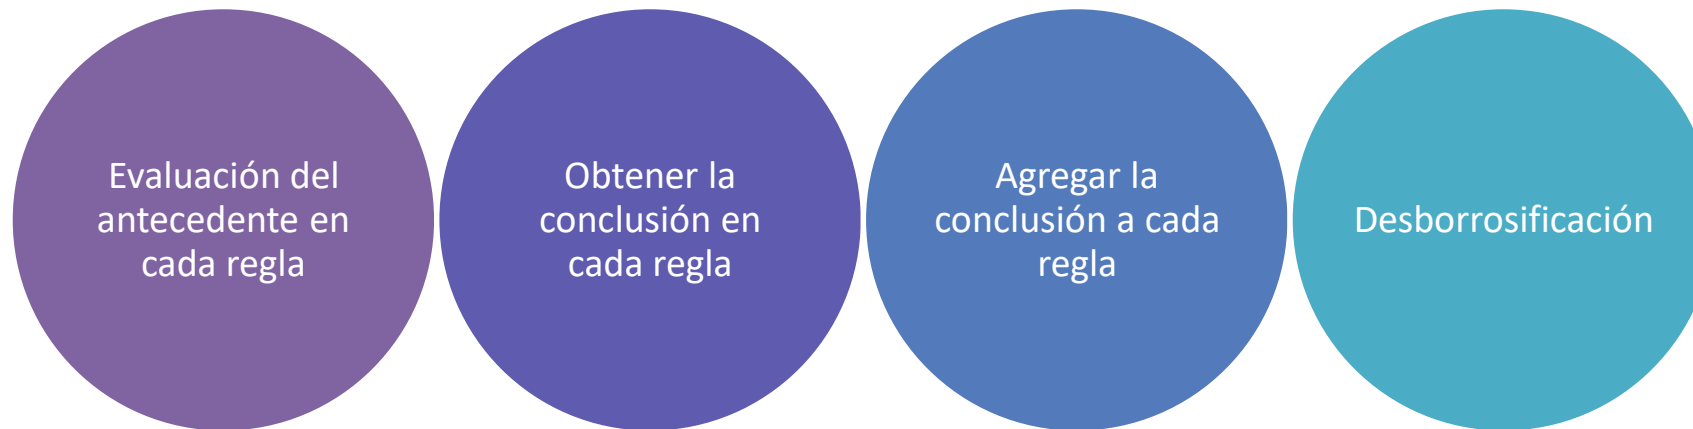 Evaluación del
antecedente en
cada regla
Obtener la
conclusión en
cada regla
Agregar la
conclusión a cada
regla
Desborrosificación